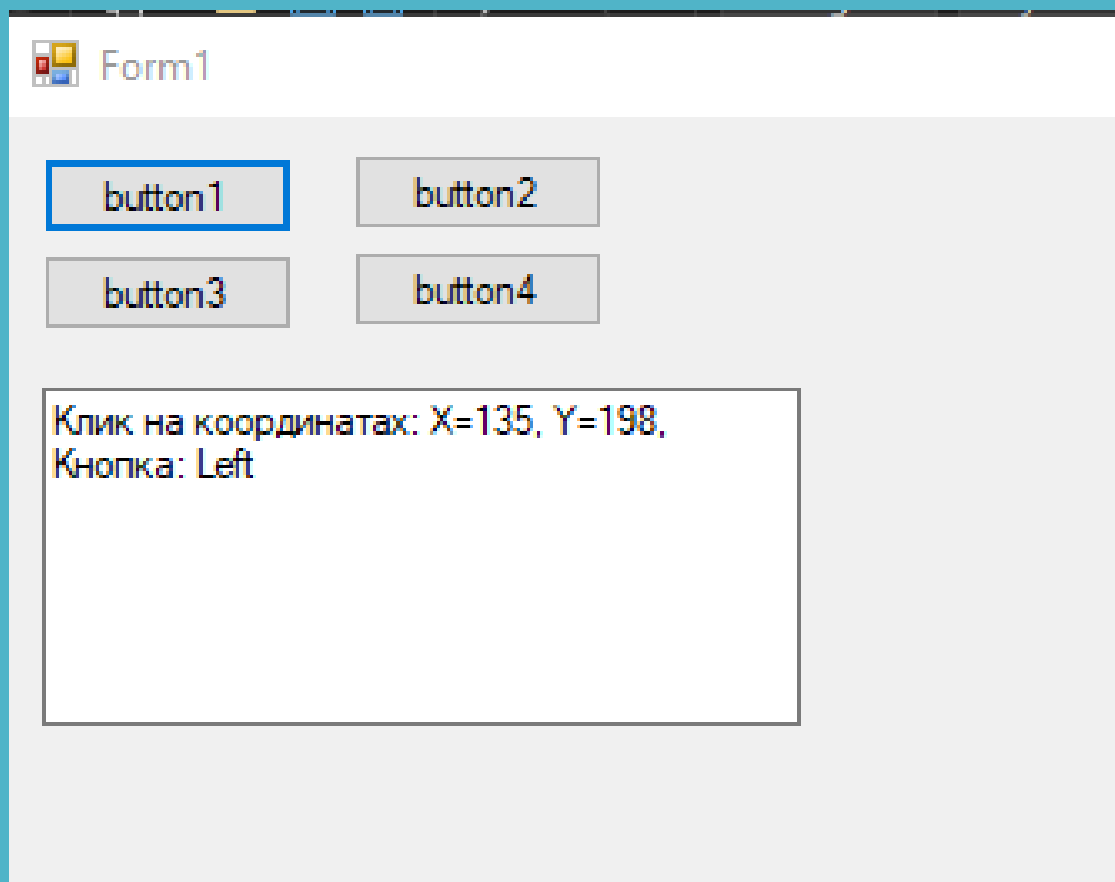 Form1
button1
button2
button3
button4
Клик на координатах: X=135, Y=198,
Кнопка: Left